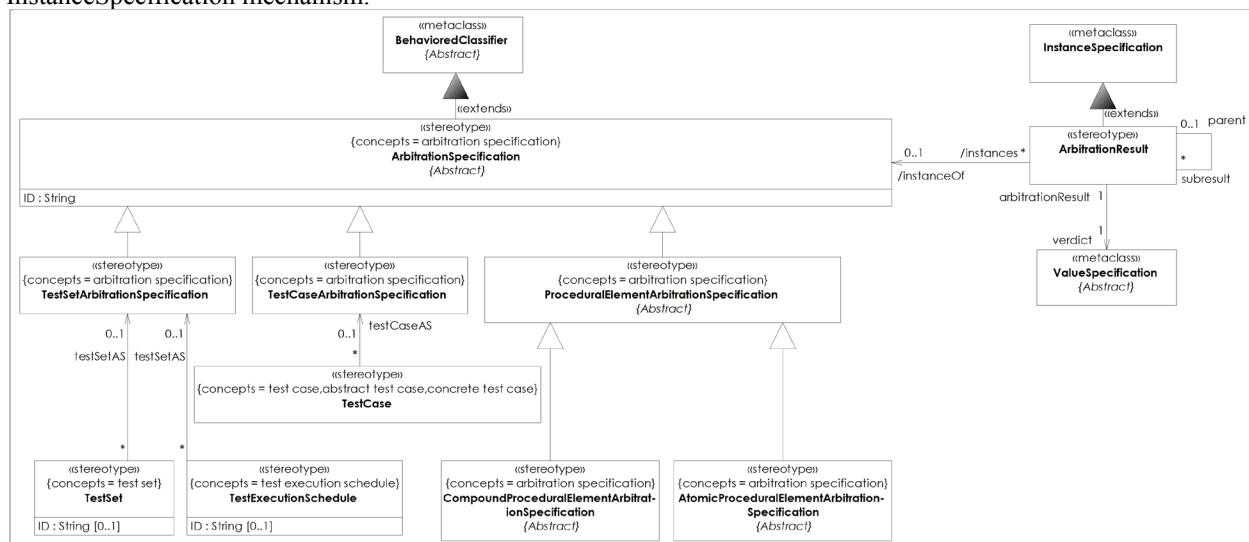 InstanceSpecification mechanism.
«metaclass»
BehavioredClassifier
{Abstract}
«metaclass»
InstanceSpecification
«extends»
«extends»
«stereotype»
{concepts = arbitration specification}
ArbitrationSpecification
{Abstract}
ID : String
0..1
/instances *
/instanceOf
«stereotype»
ArbitrationResult
0..1
parent
*
subresult
arbitrationResult
1
1
verdict
«metaclass»
ValueSpecification
{Abstract}
«stereotype»
{concepts = arbitration specification}
TestSetArbitrationSpecification
«stereotype»
{concepts = arbitration specification}
TestCaseArbitrationSpecification
«stereotype»
{concepts = arbitration specification}
ProceduralElementArbitrationSpecification
{Abstract}
0..1
testSetAS
0..1
testSetAS
testCaseAS
0..1
*
«stereotype»
{concepts = test case,abstract test case,concrete test case}
TestCase
*
*
«stereotype»
{concepts = test set}
TestSet
ID : String [0..1]
«stereotype»
{concepts = test execution schedule}
TestExecutionSchedule
ID : String [0..1]
«stereotype»
{concepts = arbitration specification}
CompoundProceduralElementArbitrat-
ionSpecification
{Abstract}
«stereotype»
{concepts = arbitration specification}
AtomicProceduralElementArbitration-
Specification
{Abstract}